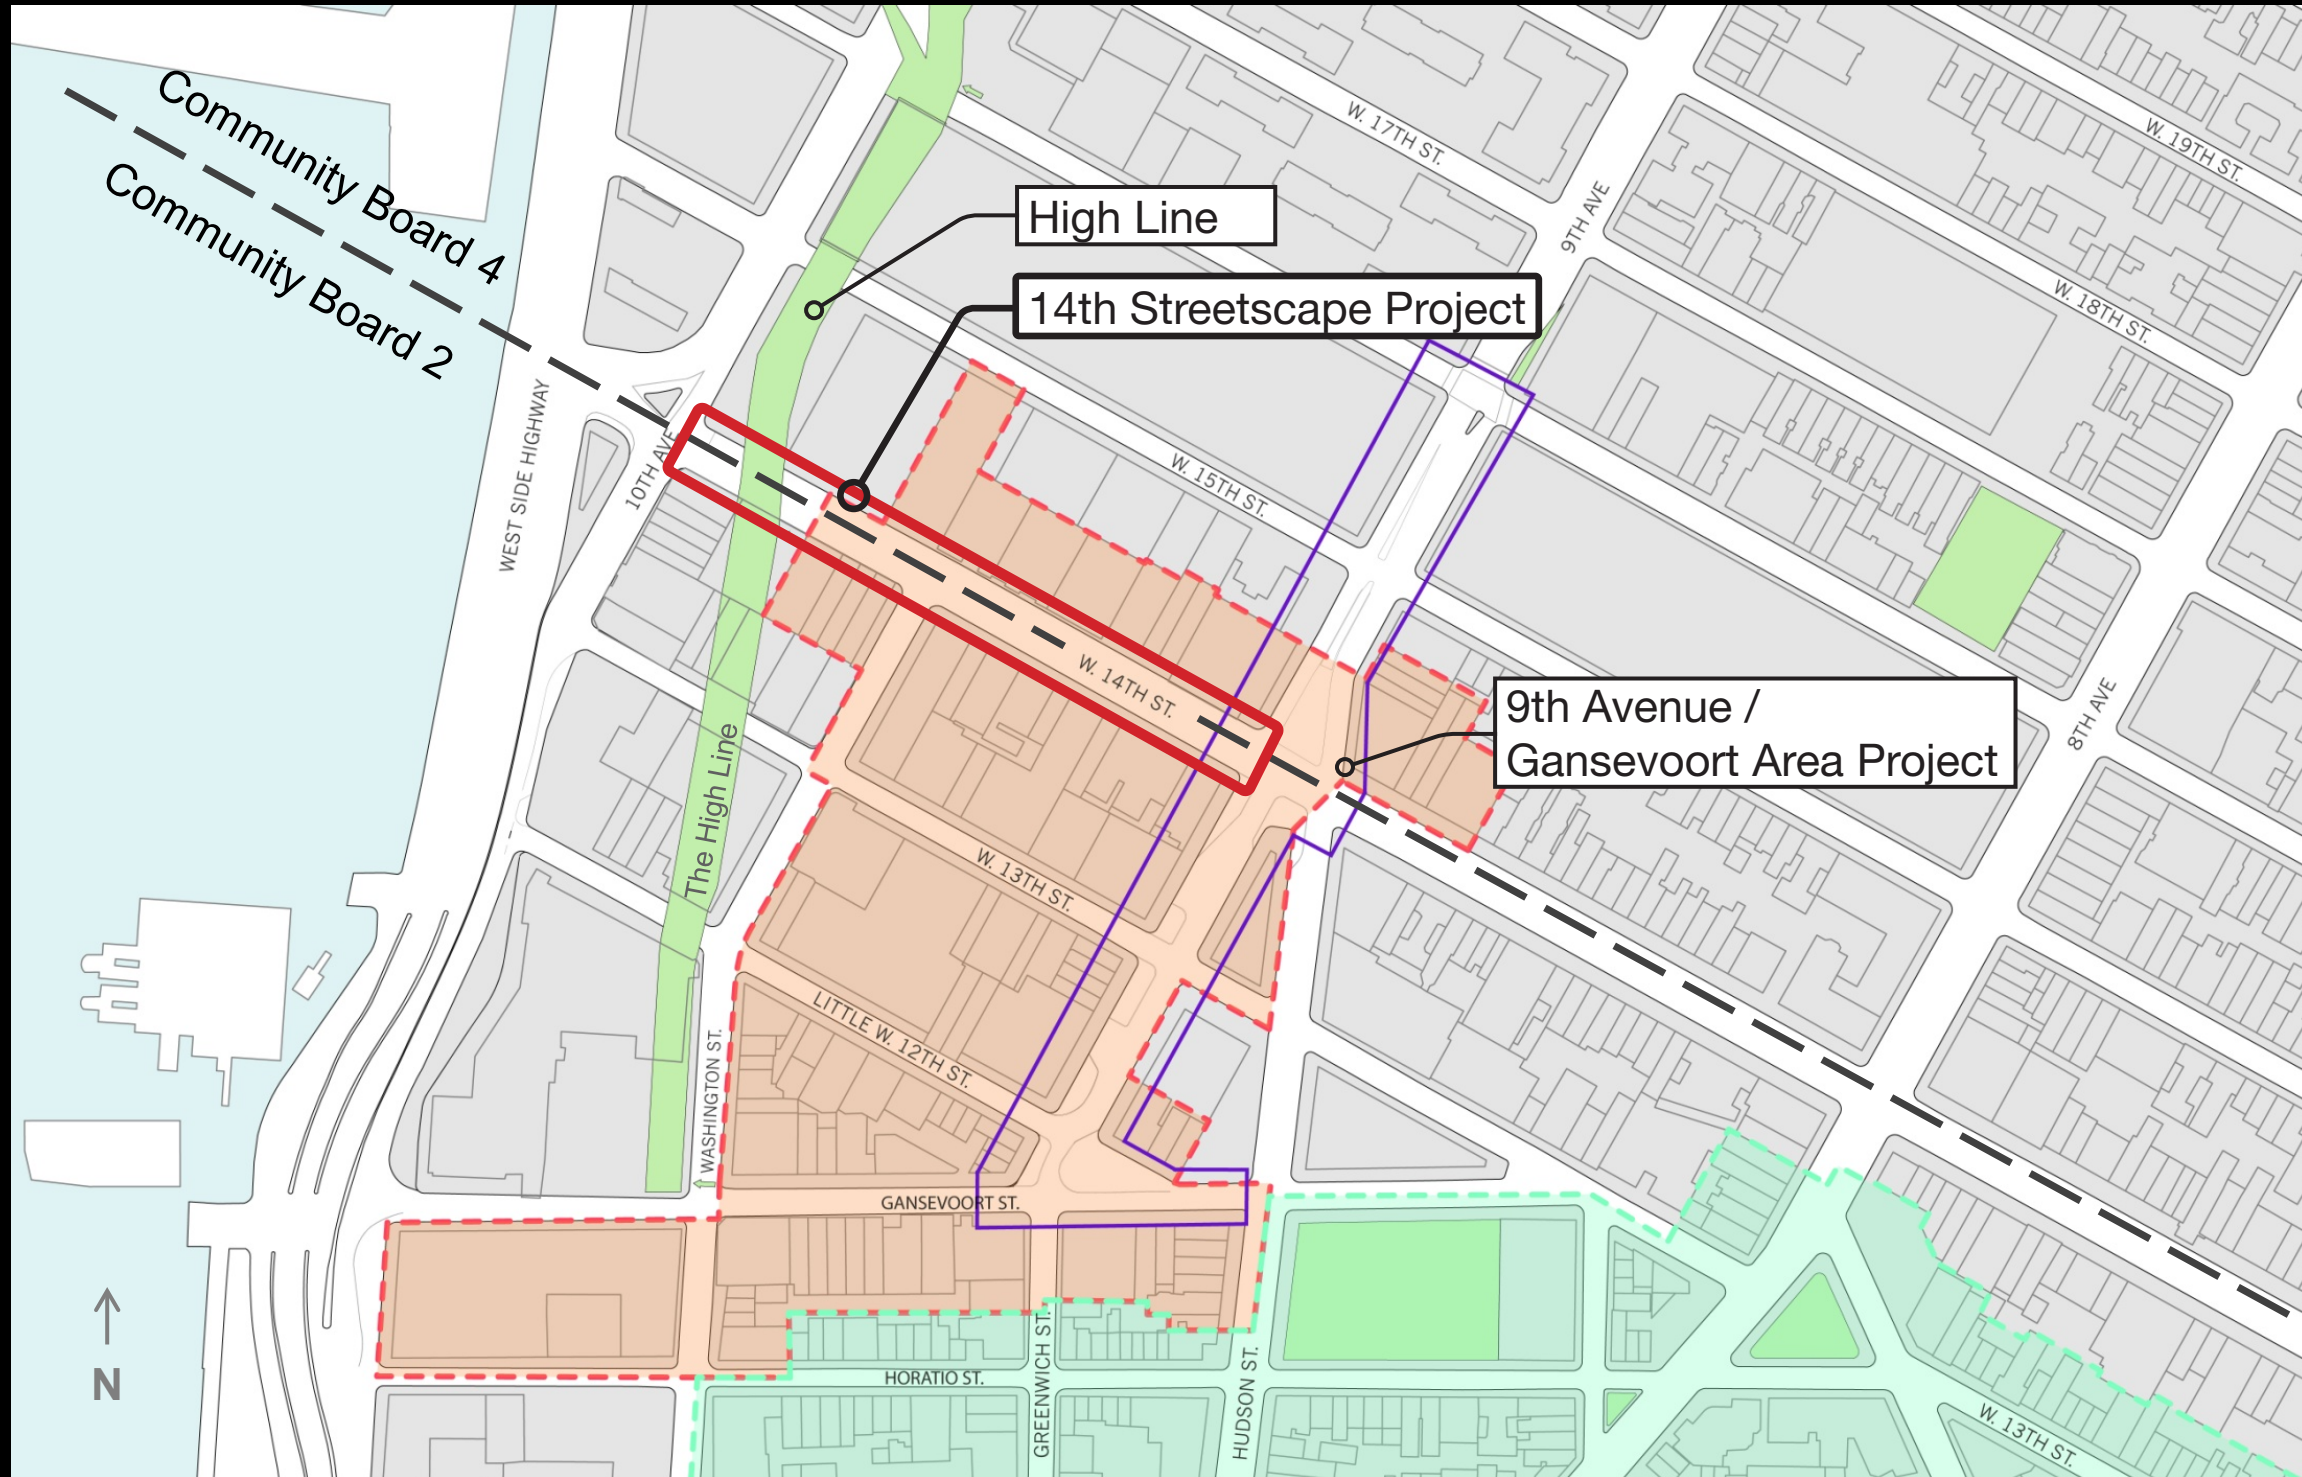 Community Board 4
Community Board 2
High Line
14th Streetscape Project
9th Avenue /
Gansevoort Area Project
W. 17TH ST.
W. 19TH ST.
W. 18TH ST.
9TH AVE
W. 15TH ST.
WEST SIDE HIGHWAY
10TH AVE
W. 14TH ST.
8TH AVE
The High Line
W. 13TH ST.
LITTLE W. 12TH ST.
WASHINGTON ST.
GANSEVOORT ST.
HORATIO ST.
GREENWICH ST.
HUDSON ST.
W. 13TH ST.
N